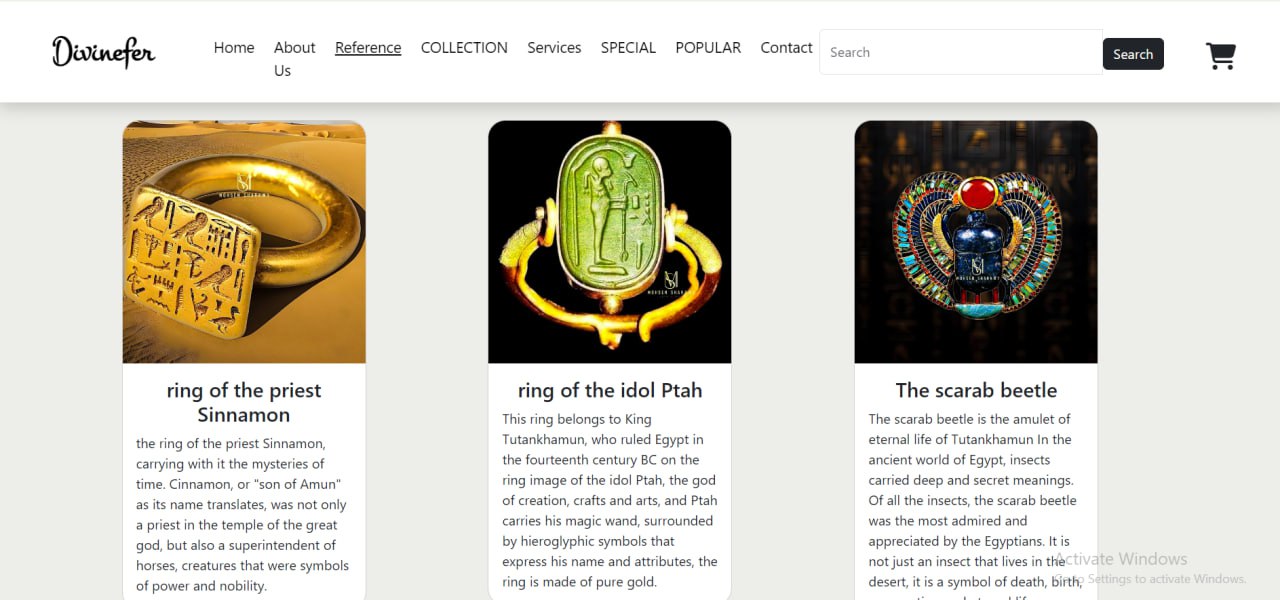 Divinefer
Home About Us Reference COLLECTION Services SPECIAL POPULAR Contact Search Search
MOHSEN SHARAWY
MOHSEN SHARAWY
MOHSEN SHARAWY
ring of the priest
Sinnamon
the ring of the priest Sinnamon,
carrying with it the mysteries of
time. Cinnamon, or "son of Amun"
as its name translates, was not only
a priest in the temple of the great
god, but also a superintendent of
horses, creatures that were symbols
of power and nobility.
ring of the idol Ptah
This ring belongs to King
Tutankhamun, who ruled Egypt in
the fourteenth century BC on the
ring image of the idol Ptah, the god
of creation, crafts and arts, and Ptah
carries his magic wand, surrounded
by hieroglyphic symbols that
express his name and attributes, the
ring is made of pure gold.
The scarab beetle
The scarab beetle is the amulet of
eternal life of Tutankhamun In the
ancient world of Egypt, insects
carried deep and secret meanings.
Of all the insects, the scarab beetle
was the most admired and
appreciated by the Egyptians. It is
not just an insect that lives in the
desert, it is a symbol of death, birth,
Activate Windows
Go to Settings to activate Windows.